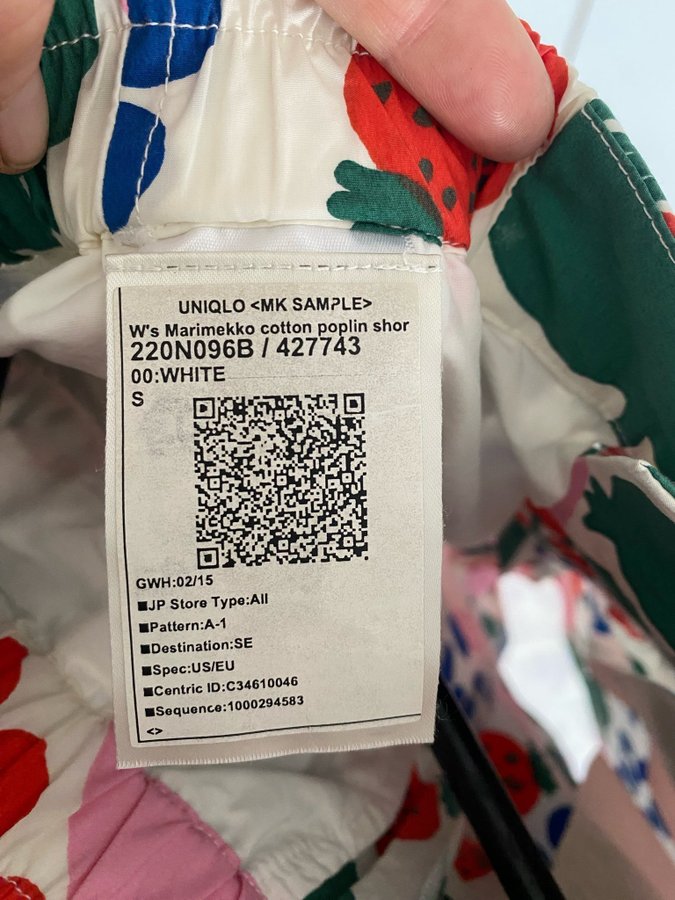 UNIQLO <MK SAMPLE>
W's Marimekko cotton poplin shor
220N096B / 427743
00:WHITE
S
GWH:02/15
■JP Store Type:All
■Pattern:A-1
■Destination:SE
■Spec:US/EU
■Centric ID:C34610046
■Sequence:1000294583
<>